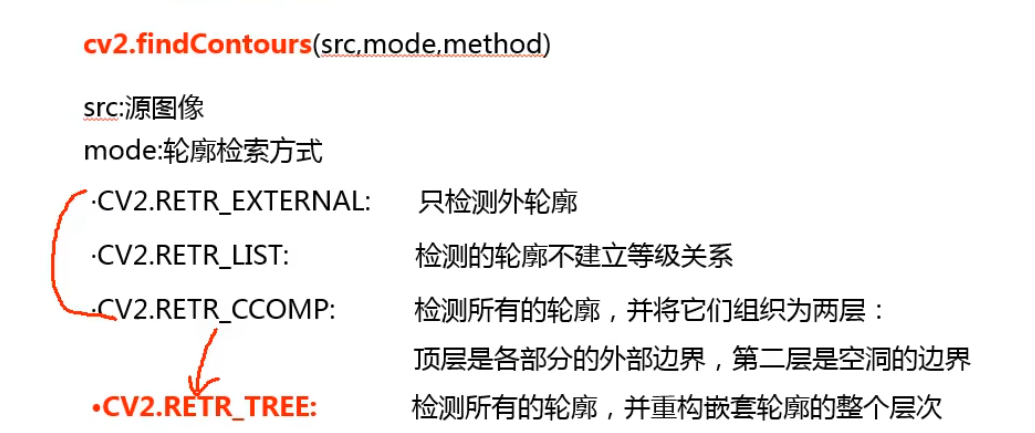 cv2.findContours(src,mode,method)
src:源图像
mode:轮廓检索方式
·CV2.RETR_EXTERNAL: 只检测外轮廓
·CV2.RETR_LIST: 检测的轮廓不建立等级关系
·CV2.RETR_CCOMP: 检测所有的轮廓，并将它们组织为两层：
顶层是各部分的外部边界，第二层是空洞的边界
•CV2.RETR_TREE: 检测所有的轮廓，并重构嵌套轮廓的整个层次